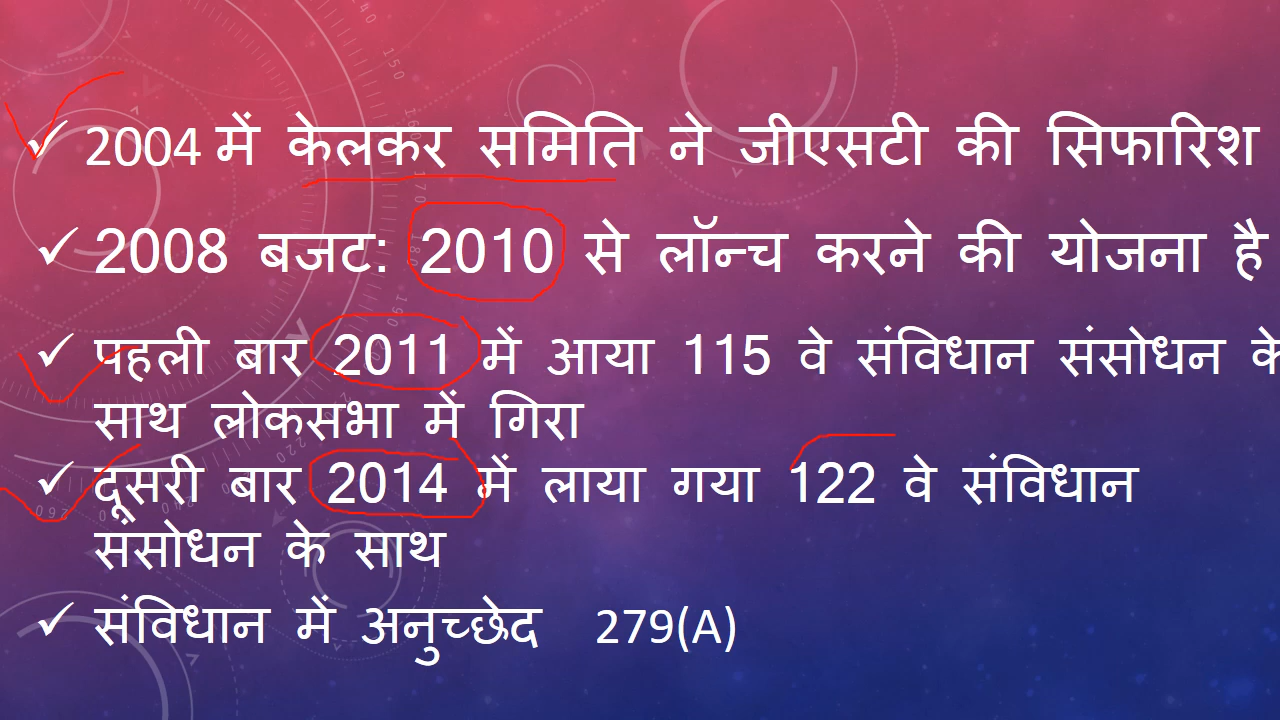 2004 में केलकर समिति ने जीएसटी की सिफारिश
2008 बजट: 2010 से लॉन्च करने की योजना है
पहली बार 2011 में आया 115 वे संविधान संसोधन के
साथ लोकसभा में गिरा
दूसरी बार 2014 में लाया गया 122 वे संविधान
संसोधन के साथ
संविधान में अनुच्छेद 279(A)